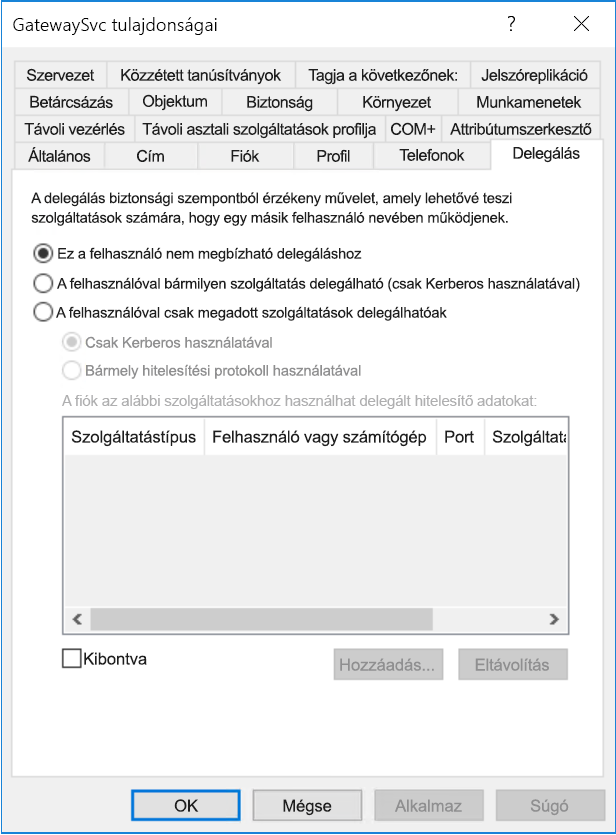 GatewaySvc tulajdonságai ?
Szervezet Közzétett tanúsítványok Tagja a következőnek: Jelszóreplikáció
Betárcsázás Objektum Biztonság Környezet Munkamenetek
Távoli vezérlés Távoli asztali szolgáltatások profilja COM+ Attribútumszerkesztő
Általános Cím Fiók Profil Telefonok Delegálás
A delegálás biztonsági szempontból érzékeny művelet, amely lehetővé teszi
szolgáltatások számára, hogy egy másik felhasználó nevében működjenek.
Ez a felhasználó nem megbízható delegáláshoz
A felhasználóval bármilyen szolgáltatás delegálható (csak Kerberos használatával)
A felhasználóval csak megadott szolgáltatások delegálhatóak
Csak Kerberos használatával
Bármely hitelesítési protokoll használatával
A fiók az alábbi szolgáltatásokhoz használhat delegált hitelesítő adatokat:
Szolgáltatástípus Felhasználó vagy számítógép Port Szolgáltatá
Kibontva Hozzáadás... Eltávolítás
OK Mégse Alkalmaz Súgó